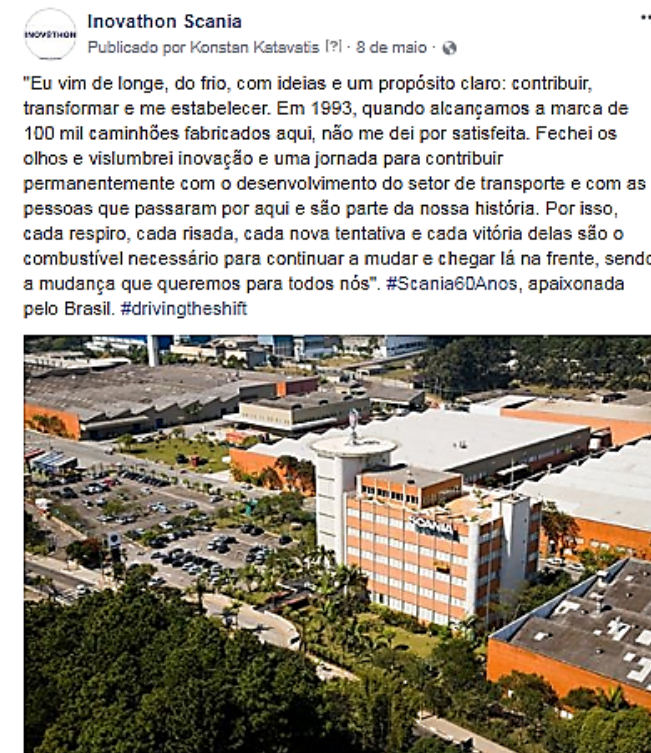 Inovathon Scania
INOVΘTHON
Publicado por Konstan Katavatis [?] · 8 de maio ·
"Eu vim de longe, do frio, com ideias e um propósito claro: contribuir,
transformar e me estabelecer. Em 1993, quando alcançamos a marca de
100 mil caminhões fabricados aqui, não me dei por satisfeita. Fechei os
olhos e vislumbrei inovação e uma jornada para contribuir
permanentemente com o desenvolvimento do setor de transporte e com as
pessoas que passaram por aqui e são parte da nossa história. Por isso,
cada respiro, cada risada, cada nova tentativa e cada vitória delas são o
combustível necessário para continuar a mudar e chegar lá na frente, sendo
a mudança que queremos para todos nós". #Scania60Anos, apaixonada
pelo Brasil. #drivingtheshift
SCANIA